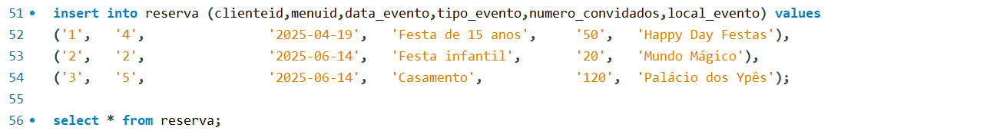 51 insert into reserva (clienteid,menuid,data_evento,tipo_evento,numero_convidados,local_evento) values
52 ('1', '4', '2025-04-19', 'Festa de 15 anos', '50', 'Happy Day Festas'),
53 ('2', '2', '2025-06-14', 'Festa infantil', '20', 'Mundo Mágico'),
54 ('3', '5', '2025-06-14', 'Casamento', '120', 'Palácio dos Ypês');
55
56 select * from reserva;